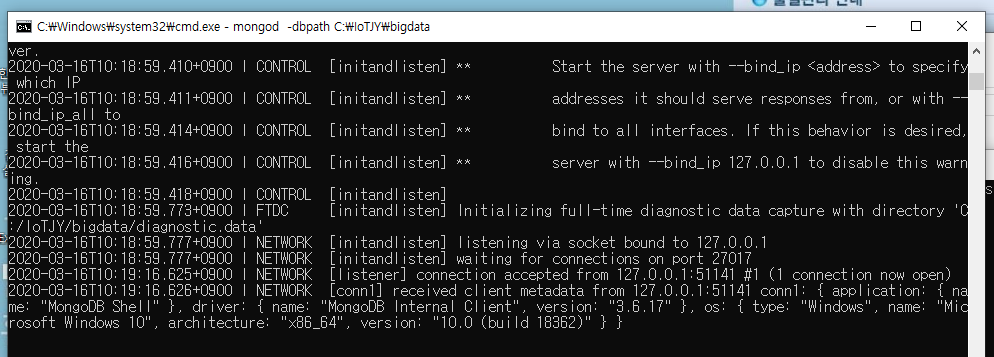 C:₩Windows₩system32₩cmd.exe - mongod  -dbpath C:₩IoTJY₩bigdata
ver.
2020-03-16T10:18:59.410+0900 I CONTROL  [initandlisten] **          Start the server with --bind_ip <address> to specify
 which IP
2020-03-16T10:18:59.411+0900 I CONTROL  [initandlisten] **          addresses it should serve responses from, or with --
bind_ip_all to
2020-03-16T10:18:59.414+0900 I CONTROL  [initandlisten] **          bind to all interfaces. If this behavior is desired,
 start the
2020-03-16T10:18:59.416+0900 I CONTROL  [initandlisten] **          server with --bind_ip 127.0.0.1 to disable this warn
ing.
2020-03-16T10:18:59.418+0900 I CONTROL  [initandlisten]
2020-03-16T10:18:59.773+0900 I FTDC     [initandlisten] Initializing full-time diagnostic data capture with directory 'C
:/IoTJY/bigdata/diagnostic.data'
2020-03-16T10:18:59.777+0900 I NETWORK  [initandlisten] listening via socket bound to 127.0.0.1
2020-03-16T10:18:59.777+0900 I NETWORK  [initandlisten] waiting for connections on port 27017
2020-03-16T10:19:16.625+0900 I NETWORK  [listener] connection accepted from 127.0.0.1:51141 #1 (1 connection now open)
2020-03-16T10:19:16.626+0900 I NETWORK  [conn1] received client metadata from 127.0.0.1:51141 conn1: { application: { na
me: "MongoDB Shell" }, driver: { name: "MongoDB Internal Client", version: "3.6.17" }, os: { type: "Windows", name: "Mic
rosoft Windows 10", architecture: "x86_64", version: "10.0 (build 18362)" } }